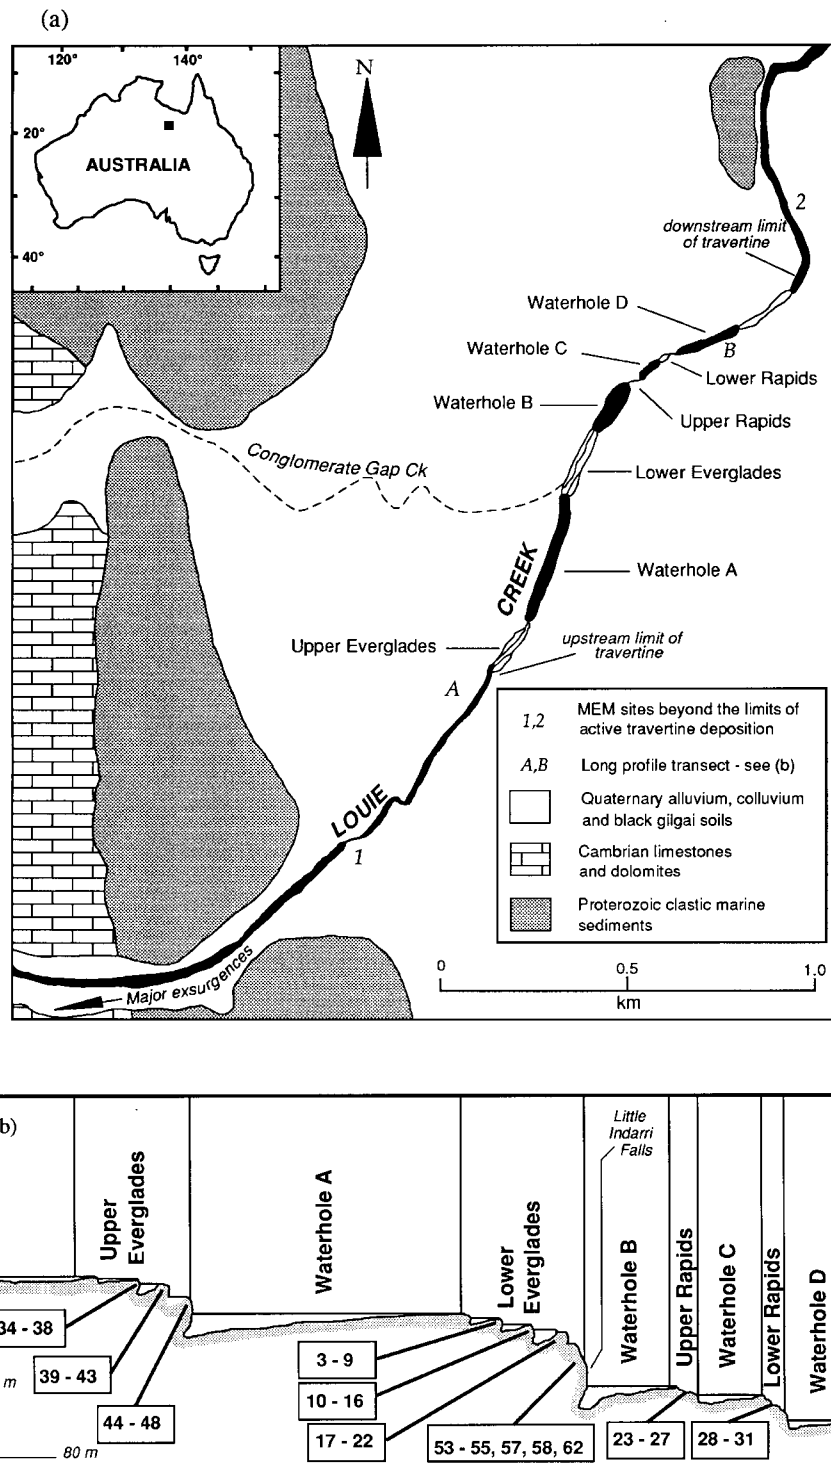 (a)
120°
140°
20°
AUSTRALIA
40°
N
2
downstream limit
of travertine
Waterhole D
B
Waterhole C
Lower Rapids
Waterhole B
Upper Rapids
Conglomerate Gap Ck
Lower Everglades
CREEK
Waterhole A
Upper Everglades
upstream limit of
travertine
A
LOUIE
1
1,2
MEM sites beyond the limits of
active travertine deposition
A,B
Long profile transect - see (b)
Quaternary alluvium, colluvium
and black gilgai soils
Cambrian limestones
and dolomites
Proterozoic clastic marine
sediments
Major exsurgences
0
0.5
1.0
km
b)
Upper
Everglades
Waterhole A
Lower
Everglades
Little
Indarri
Falls
Waterhole B
Upper Rapids
Waterhole C
Lower Rapids
Waterhole D
34 - 38
39 - 43
44 - 48
3 - 9
10 - 16
17 - 22
53 - 55, 57, 58, 62
23 - 27
28 - 31
m
80 m